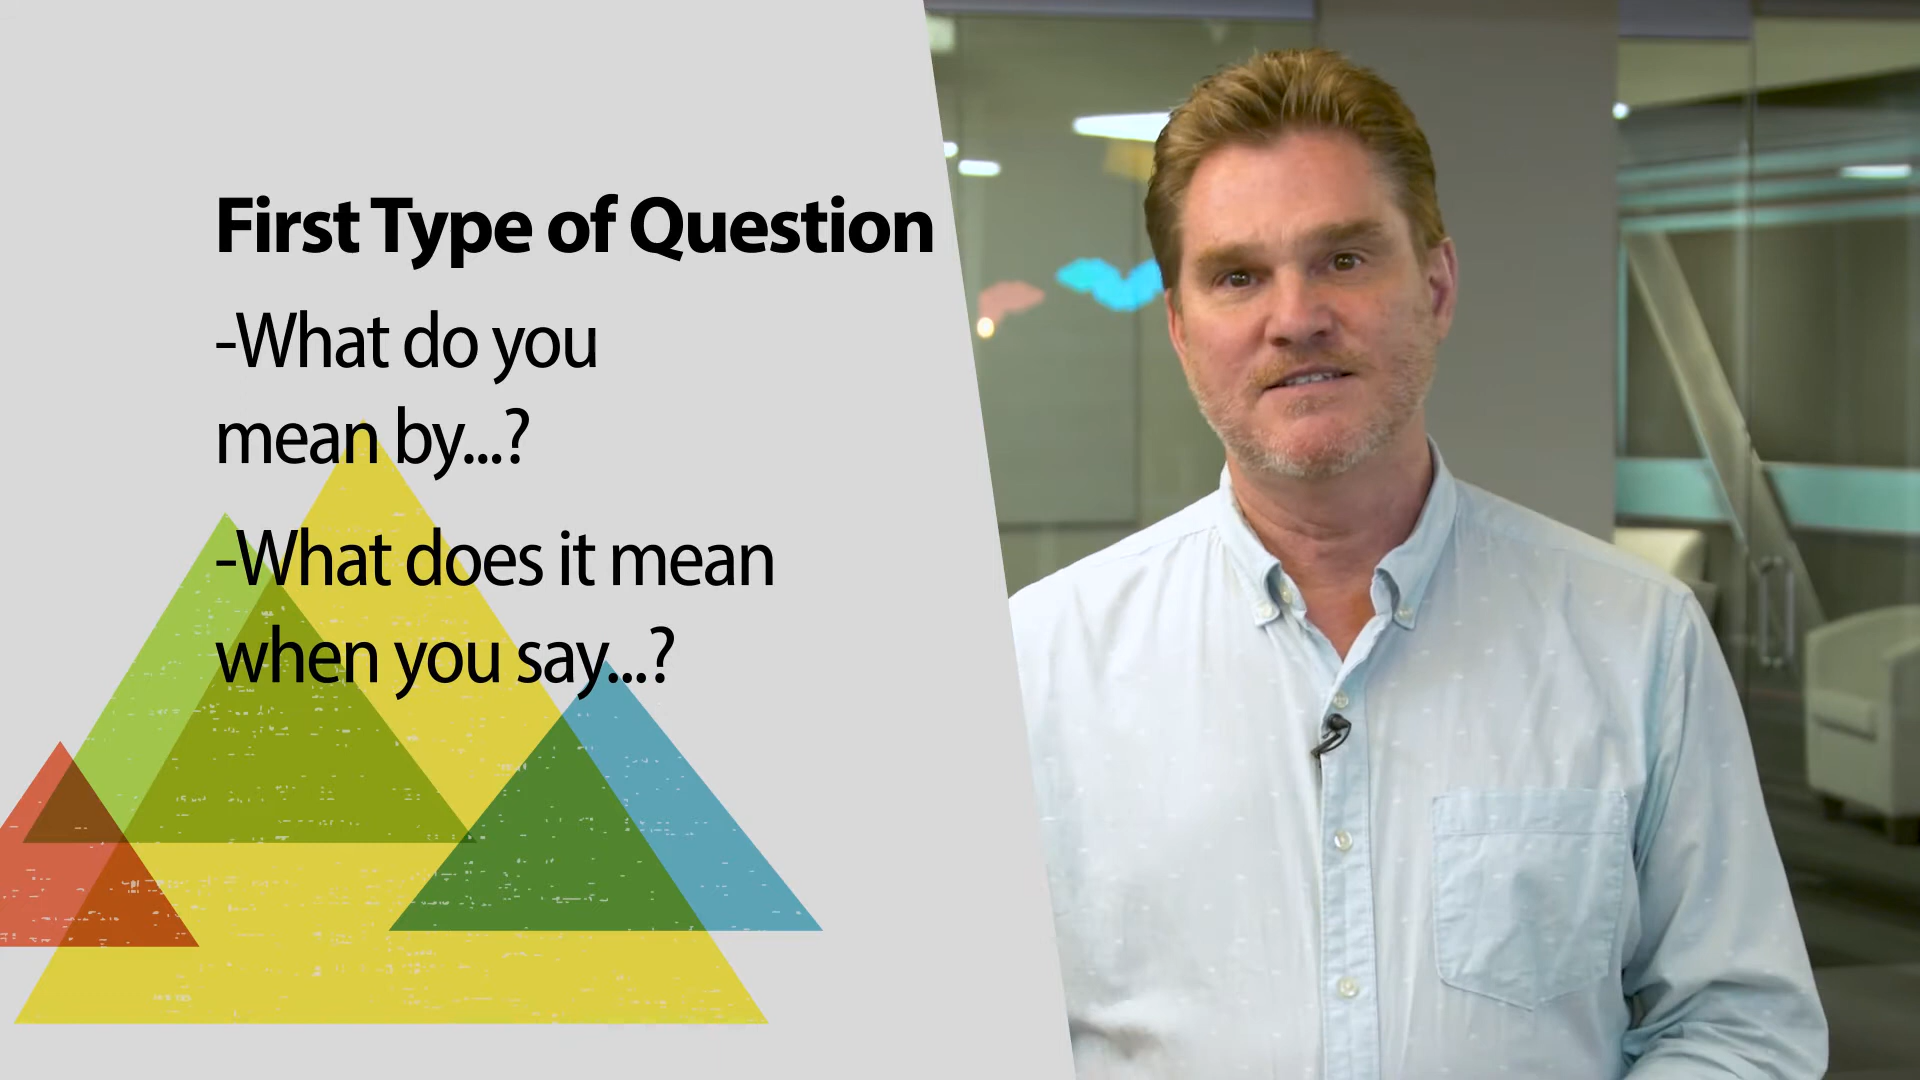 First Type of Question
-What do you
mean by...?
-What does it mean
when you say...?